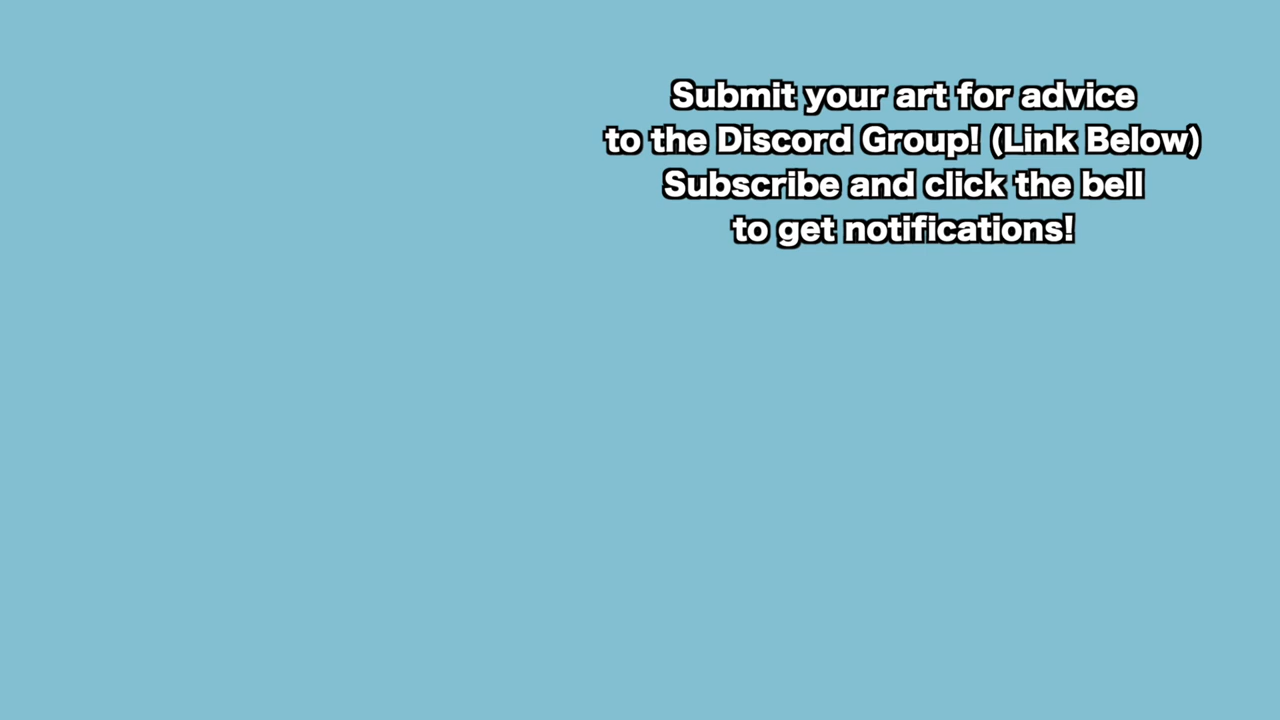 Submit your art for advice
to the Discord Group! (Link Below)
Subscribe and click the bell
to get notifications!